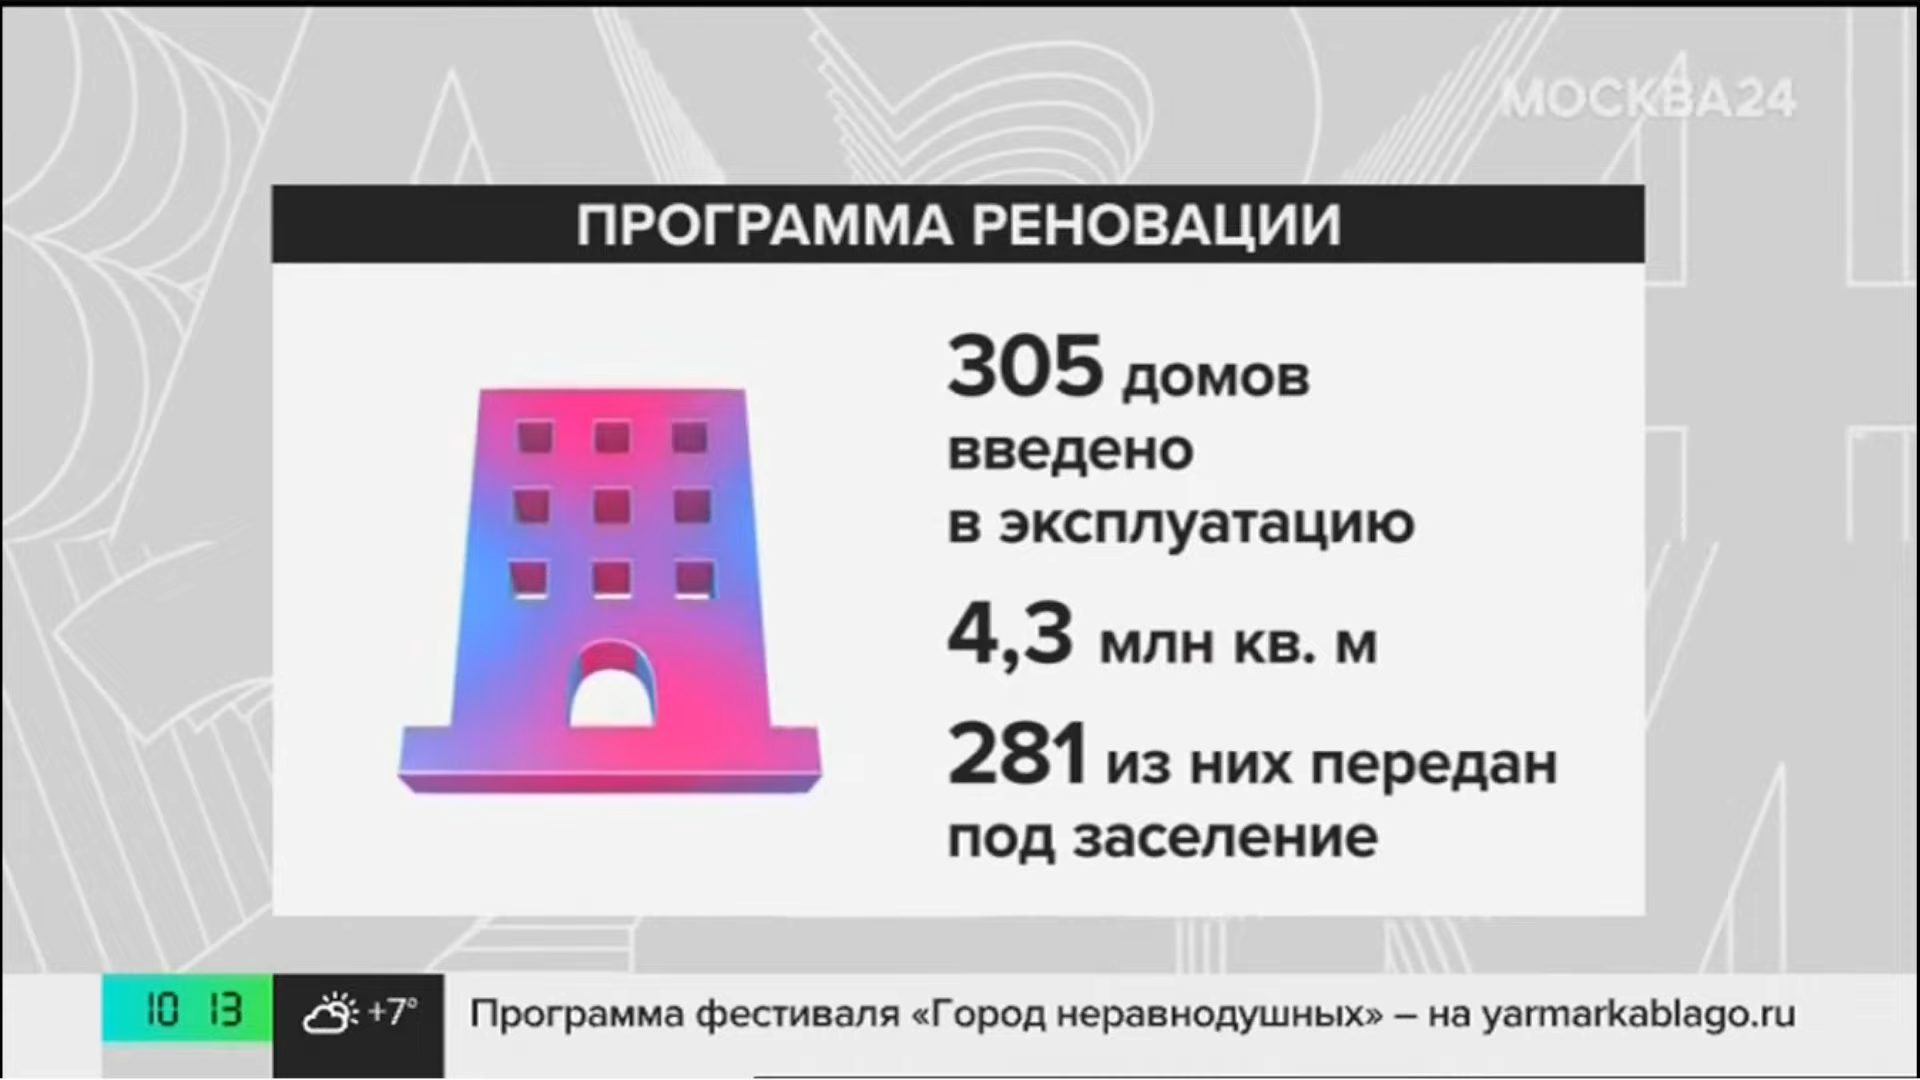 МОСКВА24
ПРОГРАММА РЕНОВАЦИИ
305 домов
введено
в эксплуатацию
4,3 млн кв. м
281 из них передан
под заселение
10 13
+7°
Программа фестиваля «Город неравнодушных» – на yarmarkablago.ru